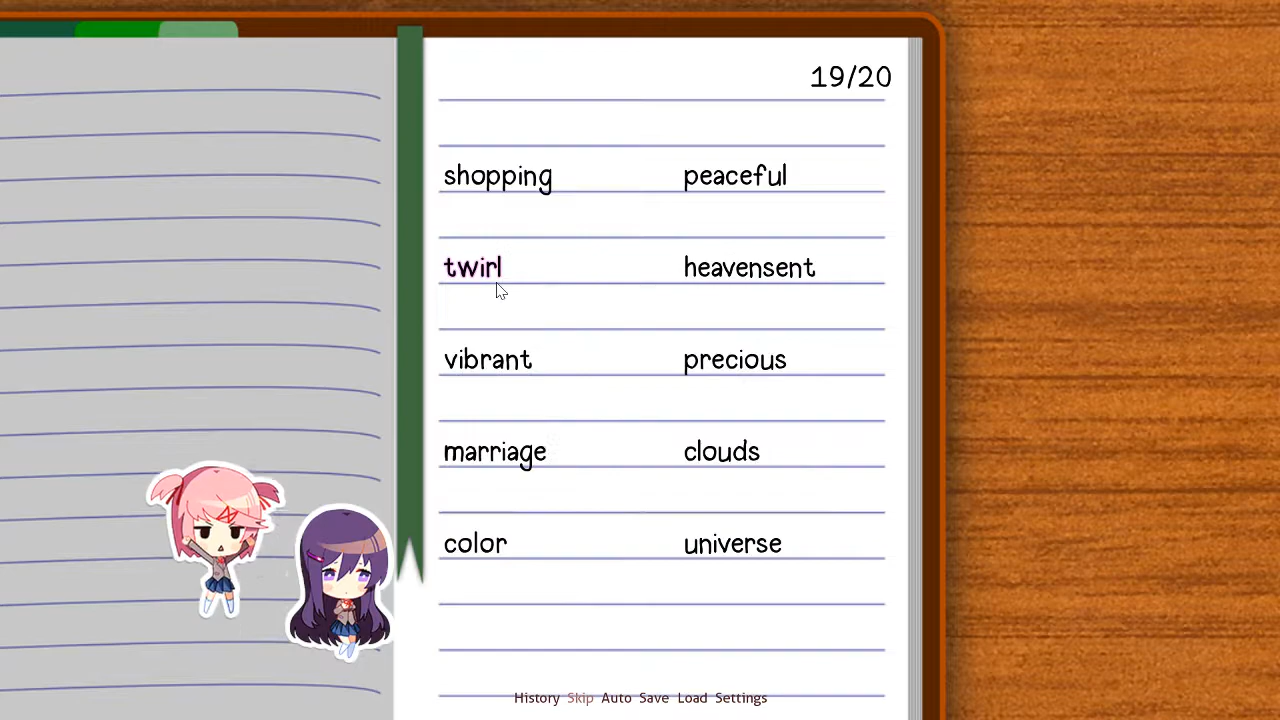 19/20
shopping peaceful
twirl heavensent
vibrant precious
marriage clouds
color universe
History Skip Auto Save Load Settings